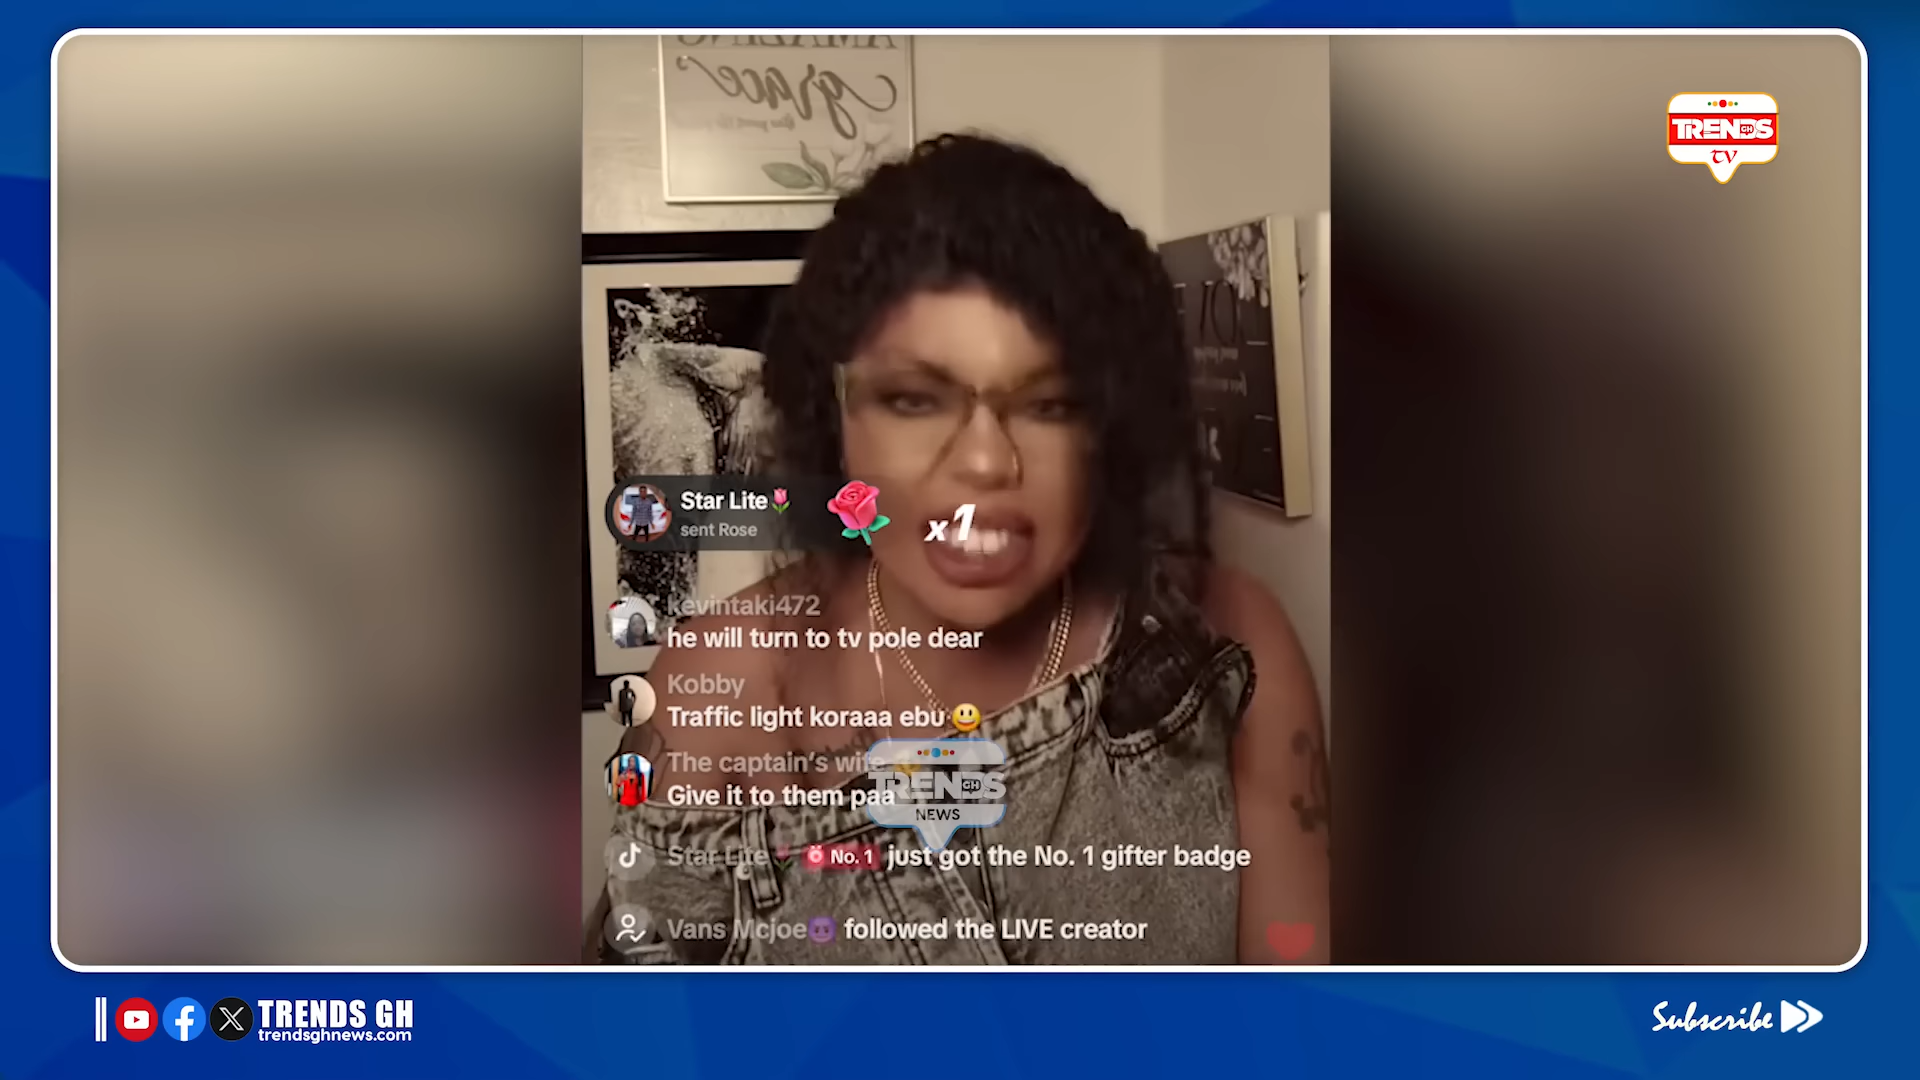 AMAZING
grace
TRENDS GH
TV
Star Lite🌷
sent Rose
x1
kevintaki472
he will turn to tv pole dear
Kobby
Traffic light koraaa ebu😃
The captain's wife
Give it to them paa
TRENDS GH
NEWS
Star Lite🌷 No. 1 just got the No. 1 gifter badge
Vans Mcjoe😈 followed the LIVE creator
TRENDS GH
trendsghnews.com
Subscribe